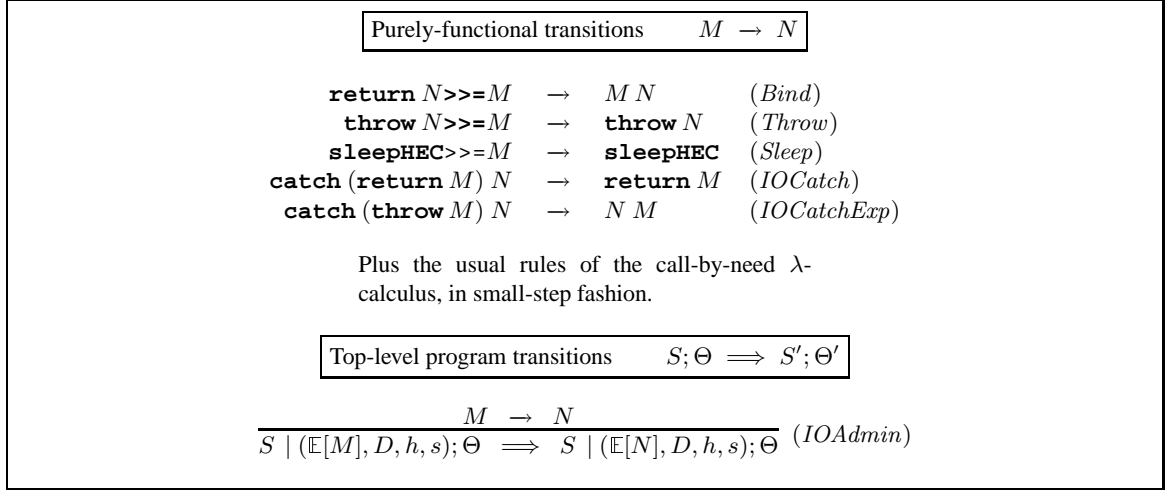 Purely-functional transitions M → N
return N>>=M → M N (Bind)
throw N>>=M → throw N (Throw)
sleepHEC>>=M → sleepHEC (Sleep)
catch (return M) N → return M (IOCatch)
catch (throw M) N → N M (IOCatchExp)
Plus the usual rules of the call-by-need λ-
calculus, in small-step fashion.
Top-level program transitions S; Θ ⟹ S′; Θ′
M → N
S | (𝔼[M], D, h, s); Θ ⟹ S | (𝔼[N], D, h, s); Θ (IOAdmin)